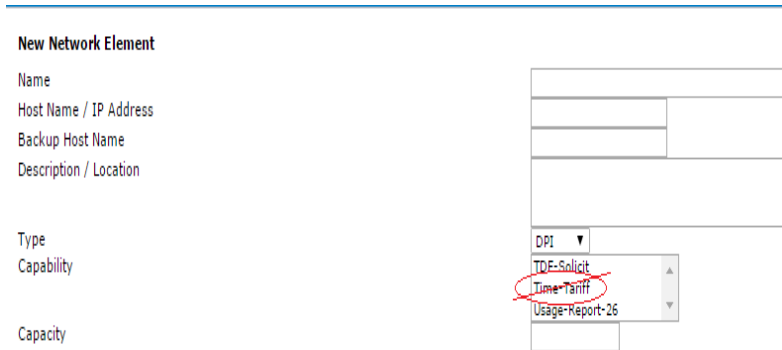 New Network Element
Name
Host Name / IP Address
Backup Host Name
Description / Location
Type
DPI
Capability
TDF-Solicit
Time-Tariff
Usage-Report-26
Capacity